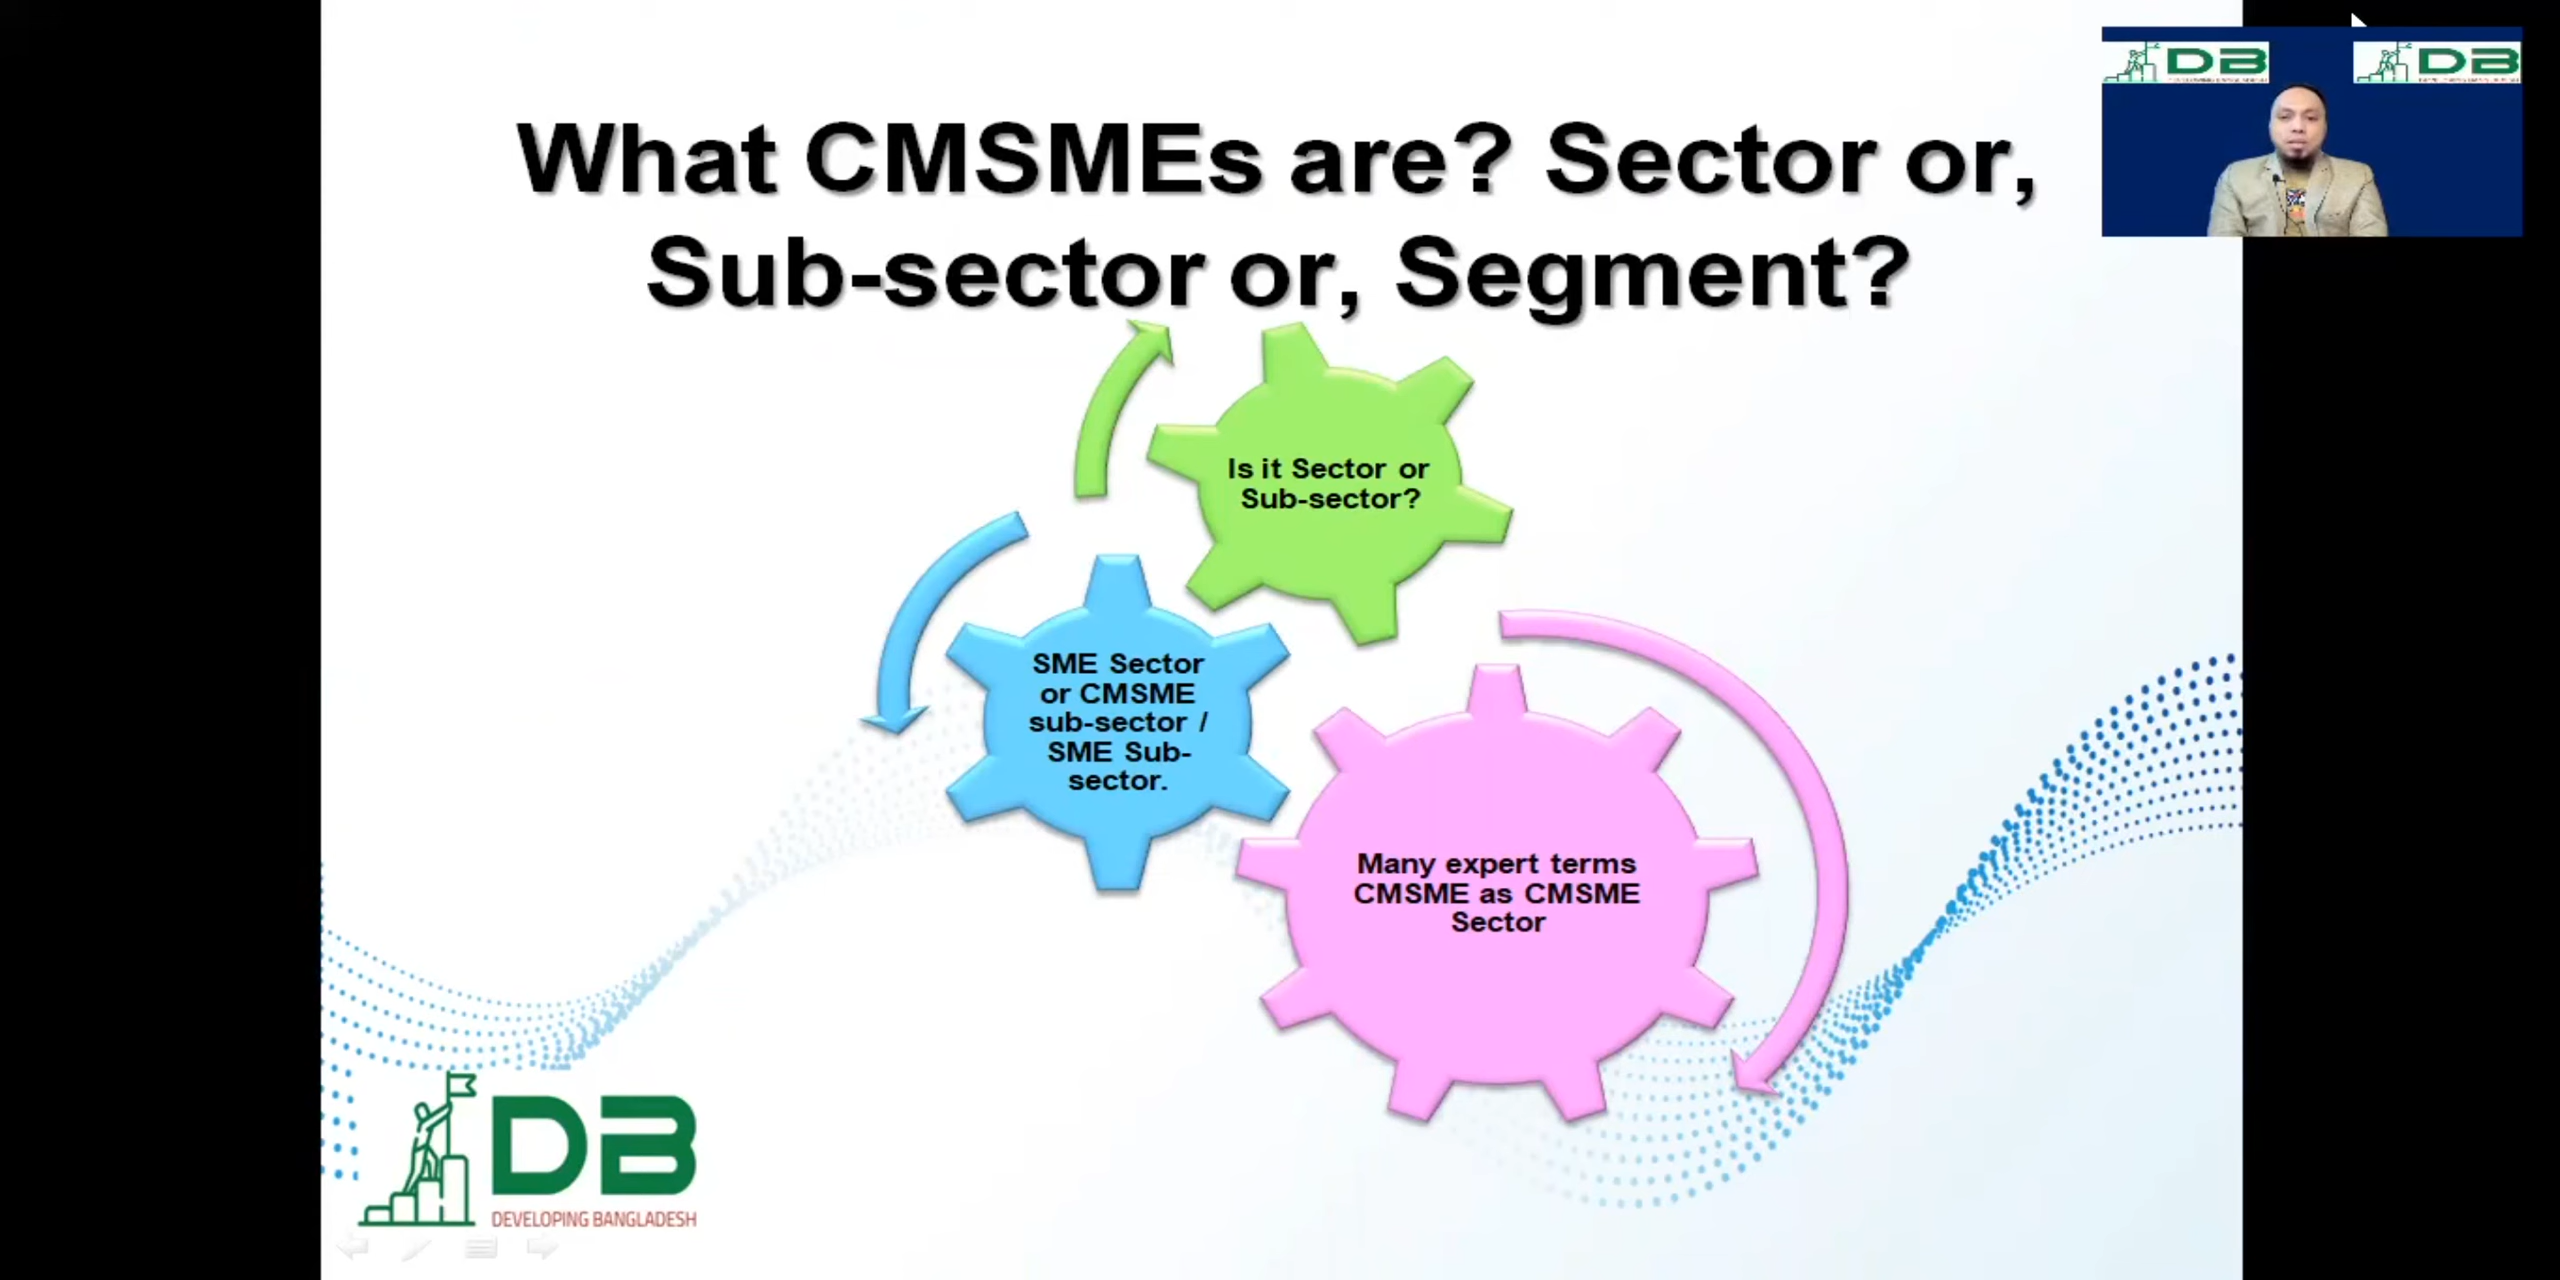 DB
DB
What CMSMEs are? Sector or,
Sub-sector or, Segment?
Is it Sector or
Sub-sector?
SME Sector
or CMSME
sub-sector /
SME Sub-
sector.
Many expert terms
CMSME as CMSME
Sector
DB
DEVELOPING BANGLADESH